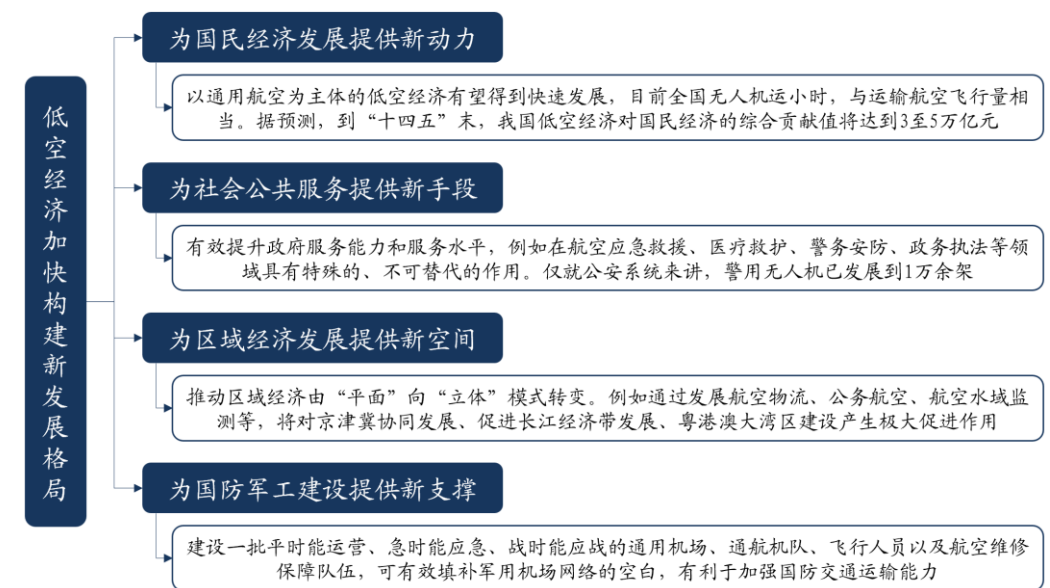 低空经济加快构建新发展格局
为国民经济发展提供新动力
以通用航空为主体的低空经济有望得到快速发展，目前全国无人机运小时，与运输航空飞行量相
当。据预测，到“十四五”末，我国低空经济对国民经济的综合贡献值将达到3至5万亿元
为社会公共服务提供新手段
有效提升政府服务能力和服务水平，例如在航空应急救援、医疗救护、警务安防、政务执法等领
域具有特殊的、不可替代的作用。仅就公安系统来讲，警用无人机已发展到1万余架
为区域经济发展提供新空间
推动区域经济由“平面”向“立体”模式转变。例如通过发展航空物流、公务航空、航空水域监
测等，将对京津冀协同发展、促进长江经济带发展、粤港澳大湾区建设产生极大促进作用
为国防军工建设提供新支撑
建设一批平时能运营、急时能应急、战时能应战的通用机场、通航机队、飞行人员以及航空维修
保障队伍，可有效填补军用机场网络的空白，有利于加强国防交通运输能力